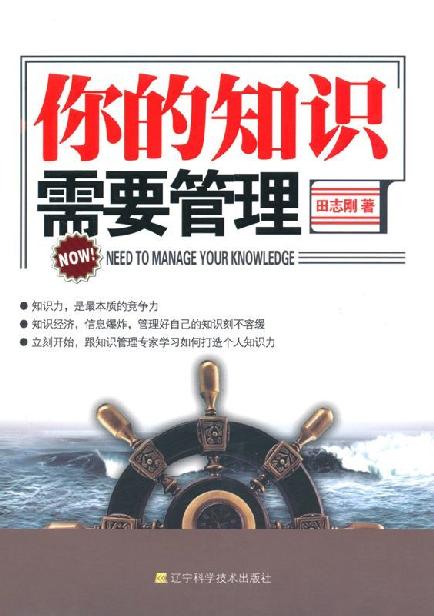 你的知识
需要管理
田志刚 著
NOW! NEED TO MANAGE YOUR KNOWLEDGE
● 知识力，是最本质的竞争力
● 知识经济，信息爆炸，管理好自己的知识刻不容缓
● 立刻开始，跟知识管理专家学习如何打造个人知识力
辽宁科学技术出版社